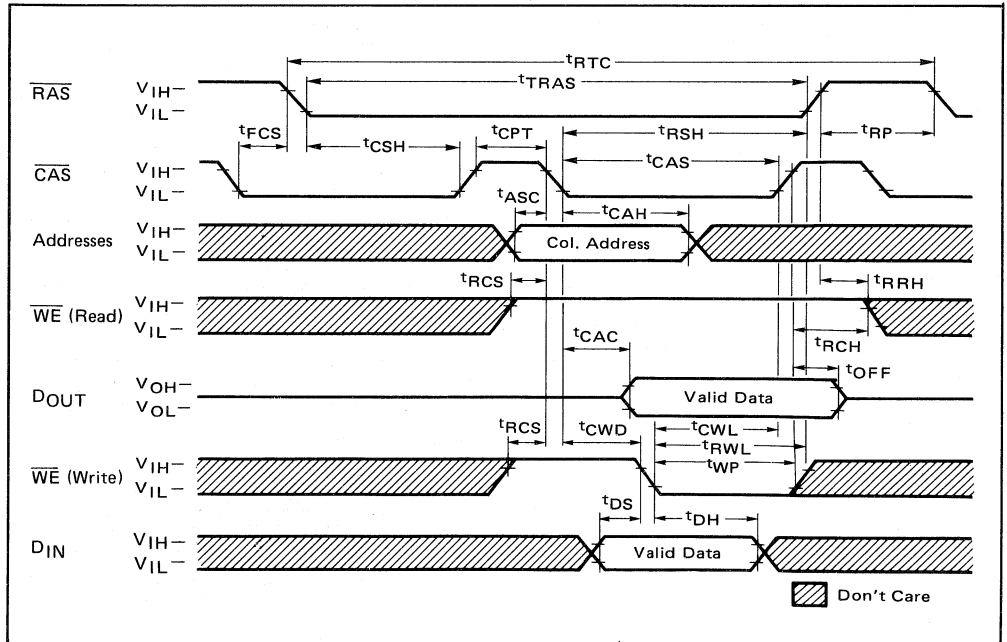 tRTC
tTRAS
RAS
VIH–
VIL–
tFCS
tCSH
tCPT
tRSH
tRP
CAS
VIH–
VIL–
tCAS
tASC
tCAH
Addresses
VIH–
VIL–
Col. Address
tRCS
tRRH
WE (Read)
VIH–
VIL–
tCAC
tRCH
tOFF
DOUT
VOH–
VOL–
Valid Data
tRCS
tCWD
tCWL
tRWL
tWP
WE (Write)
VIH–
VIL–
tDS
tDH
DIN
VIH–
VIL–
Valid Data
Don't Care